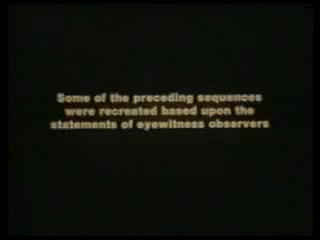 Some of the preceding sequences
were recreated based upon the
statements of eyewitness observers